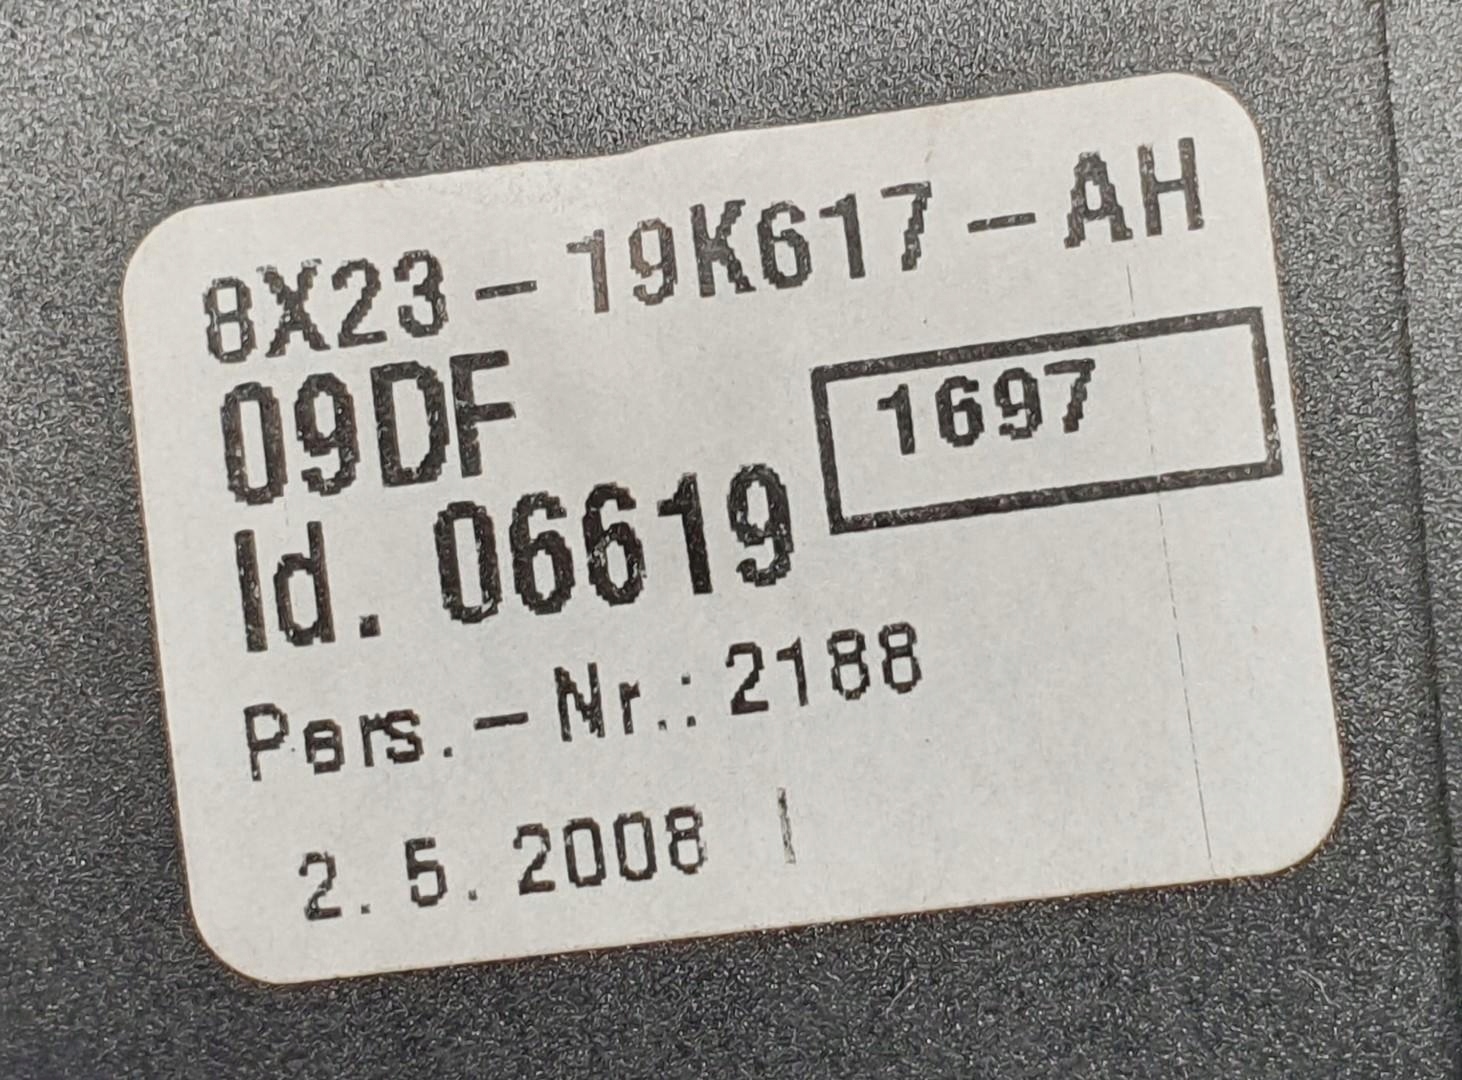 8X23-19K617-AH
09DF
1697
Id. 06619
Pers.-Nr.: 2188
2. 5. 2008